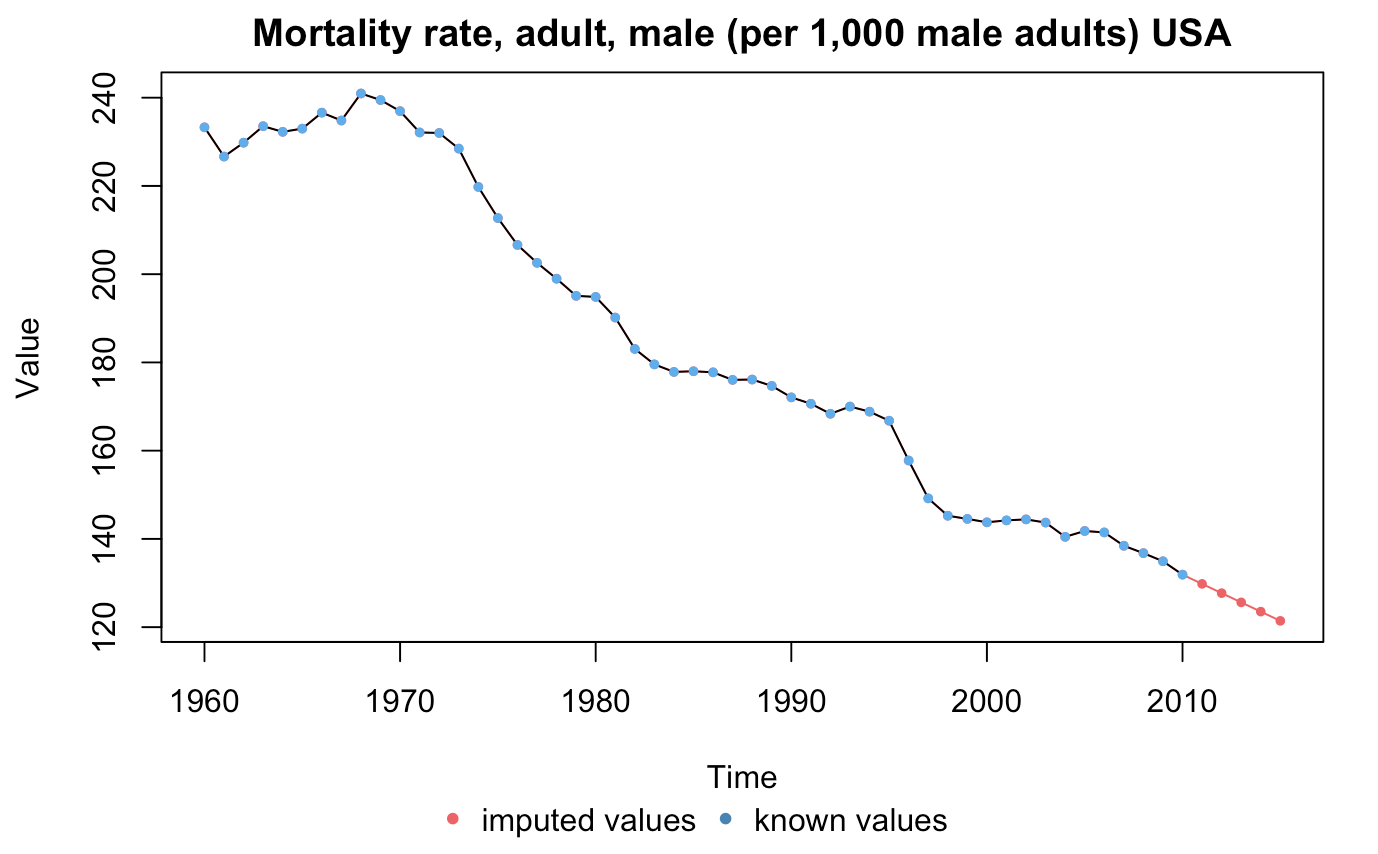 Mortality rate, adult, male (per 1,000 male adults) USA
240
220
200
180
160
140
120
Value
1960 1970 1980 1990 2000 2010
Time
imputed values known values